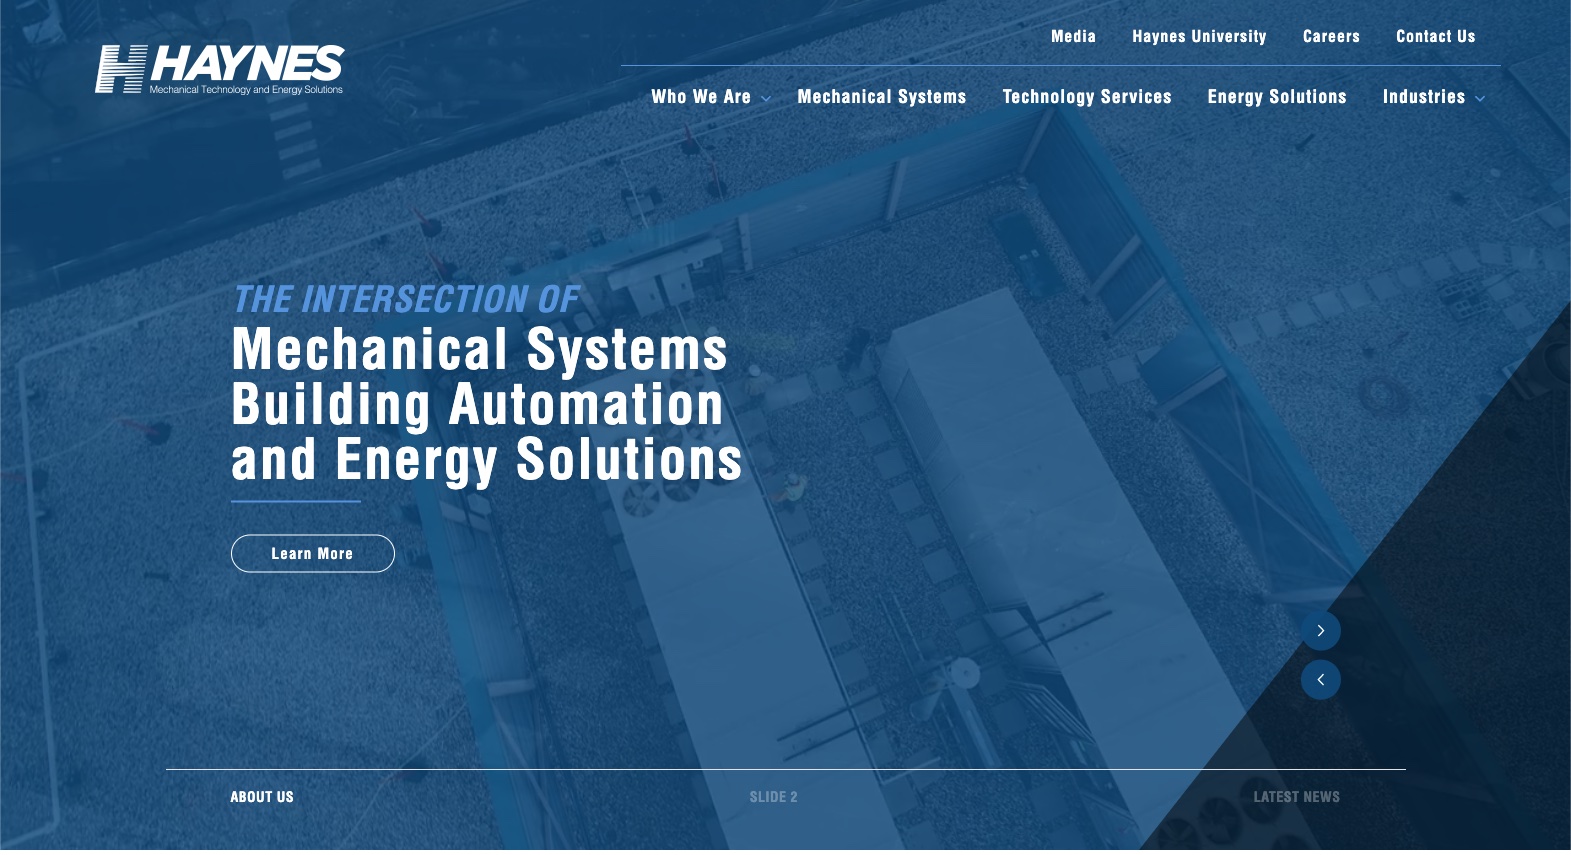 Media Haynes University Careers Contact Us
HAYNES
Mechanical Technology and Energy Solutions
Who We Are Mechanical Systems Technology Services Energy Solutions Industries
THE INTERSECTION OF
Mechanical Systems
Building Automation
and Energy Solutions
Learn More
ABOUT US SLIDE 2 LATEST NEWS